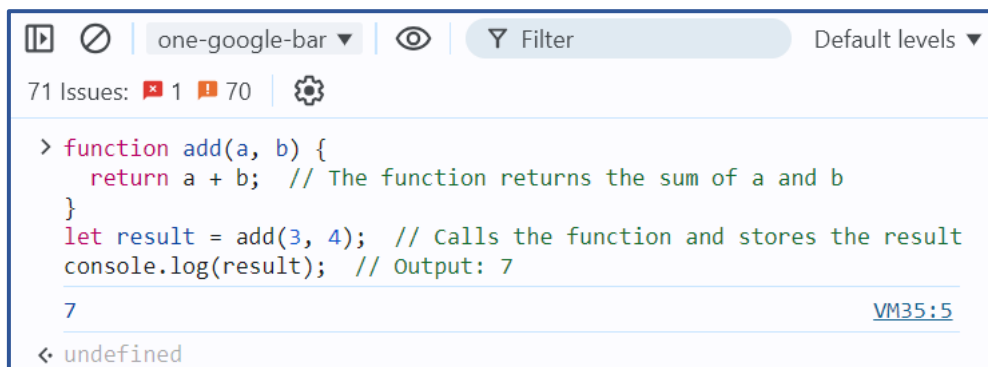 one-google-bar ▼ Filter Default levels ▼
71 Issues: 1 70
> function add(a, b) {
  return a + b;  // The function returns the sum of a and b
}
let result = add(3, 4);  // Calls the function and stores the result
console.log(result);  // Output: 7
7 VM35:5
undefined